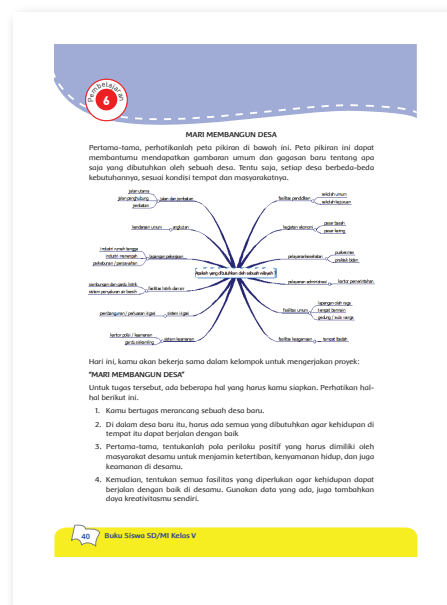 Pembelajaran
6
MARI MEMBANGUN DESA
Pertama-tama, perhatikanlah peta pikiran di bawah ini. Peta pikiran ini dapat
membantumu mendapatkan gambaran umum dan gagasan baru tentang apa
saja yang dibutuhkan oleh sebuah desa. Tentu saja, setiap desa berbeda-beda
kebutuhannya, sesuai kondisi tempat dan masyarakatnya.
jalan utama
jalan penghubung
jembatan
jalan dan jembatan
kendaraan umum
angkutan
industri rumah tangga
industri menengah
perkebunan / persawahan
lapangan pekerjaan
sambungan dan gardu listrik
sistem penyaluran air bersih
fasilitas listrik dan air
pembangunan / perluasan irigasi
sistem irigasi
kantor polisi / keamanan
gardu siskamling
sistem keamanan
Apakah yang dibutuhkan oleh sebuah wilayah ?
fasilitas pendidikan
sekolah umum
sekolah kejuruan
kegiatan ekonomi
pasar basah
pasar kering
pelayanan kesehatan
puskesmas
praktek bidan
pelayanan administrasi
kantor pemerintahan
fasilitas umum
lapangan olah raga
tempat bermain
gedung / aula warga
fasilitas keagamaan
tempat ibadah
Hari ini, kamu akan bekerja sama dalam kelompok untuk mengerjakan projek:
"MARI MEMBANGUN DESA"
Untuk tugas tersebut, ada beberapa hal yang harus kamu siapkan. Perhatikan hal-
hal berikut ini.
1. Kamu bertugas merancang sebuah desa baru.
2. Di dalam desa baru itu, harus ada semua yang dibutuhkan agar kehidupan di
tempat itu dapat berjalan dengan baik
3. Pertama-tama, tentukanlah pola perilaku positif yang harus dimiliki oleh
masyarakat desamu untuk menjamin ketertiban, kenyamanan hidup, dan juga
keamanan di desamu.
4. Kemudian, tentukan semua fasilitas yang diperlukan agar kehidupan dapat
berjalan dengan baik di desamu. Gunakan data yang ada, juga tambahkan
daya kreativitasmu sendiri.
40
Buku Siswa SD/MI Kelas V